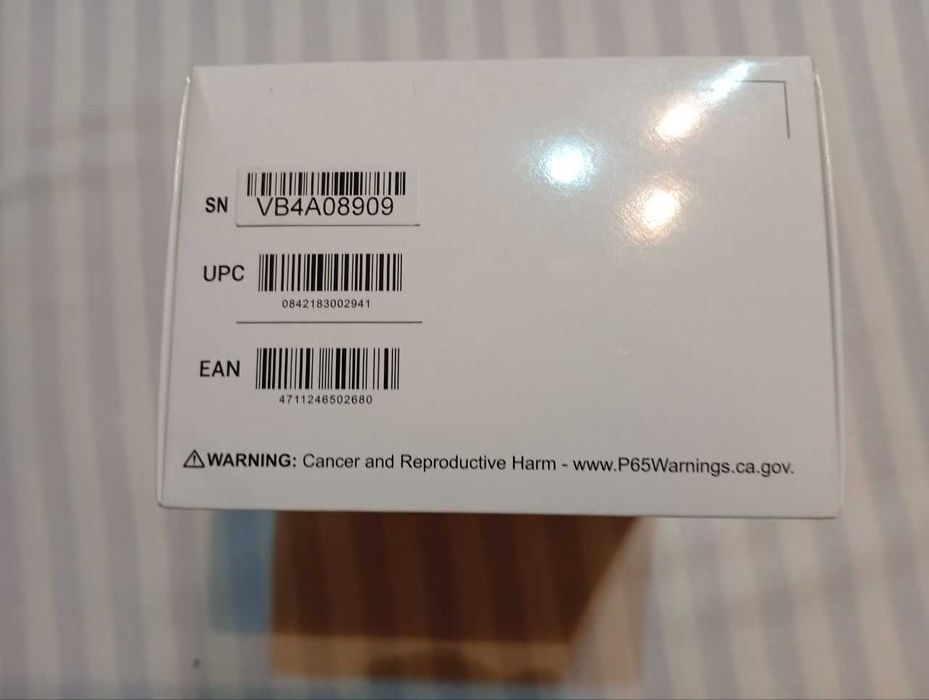 SN VB4A08909
UPC
0842183002941
EAN
4711246502680
⚠WARNING: Cancer and Reproductive Harm - www.P65Warnings.ca.gov.